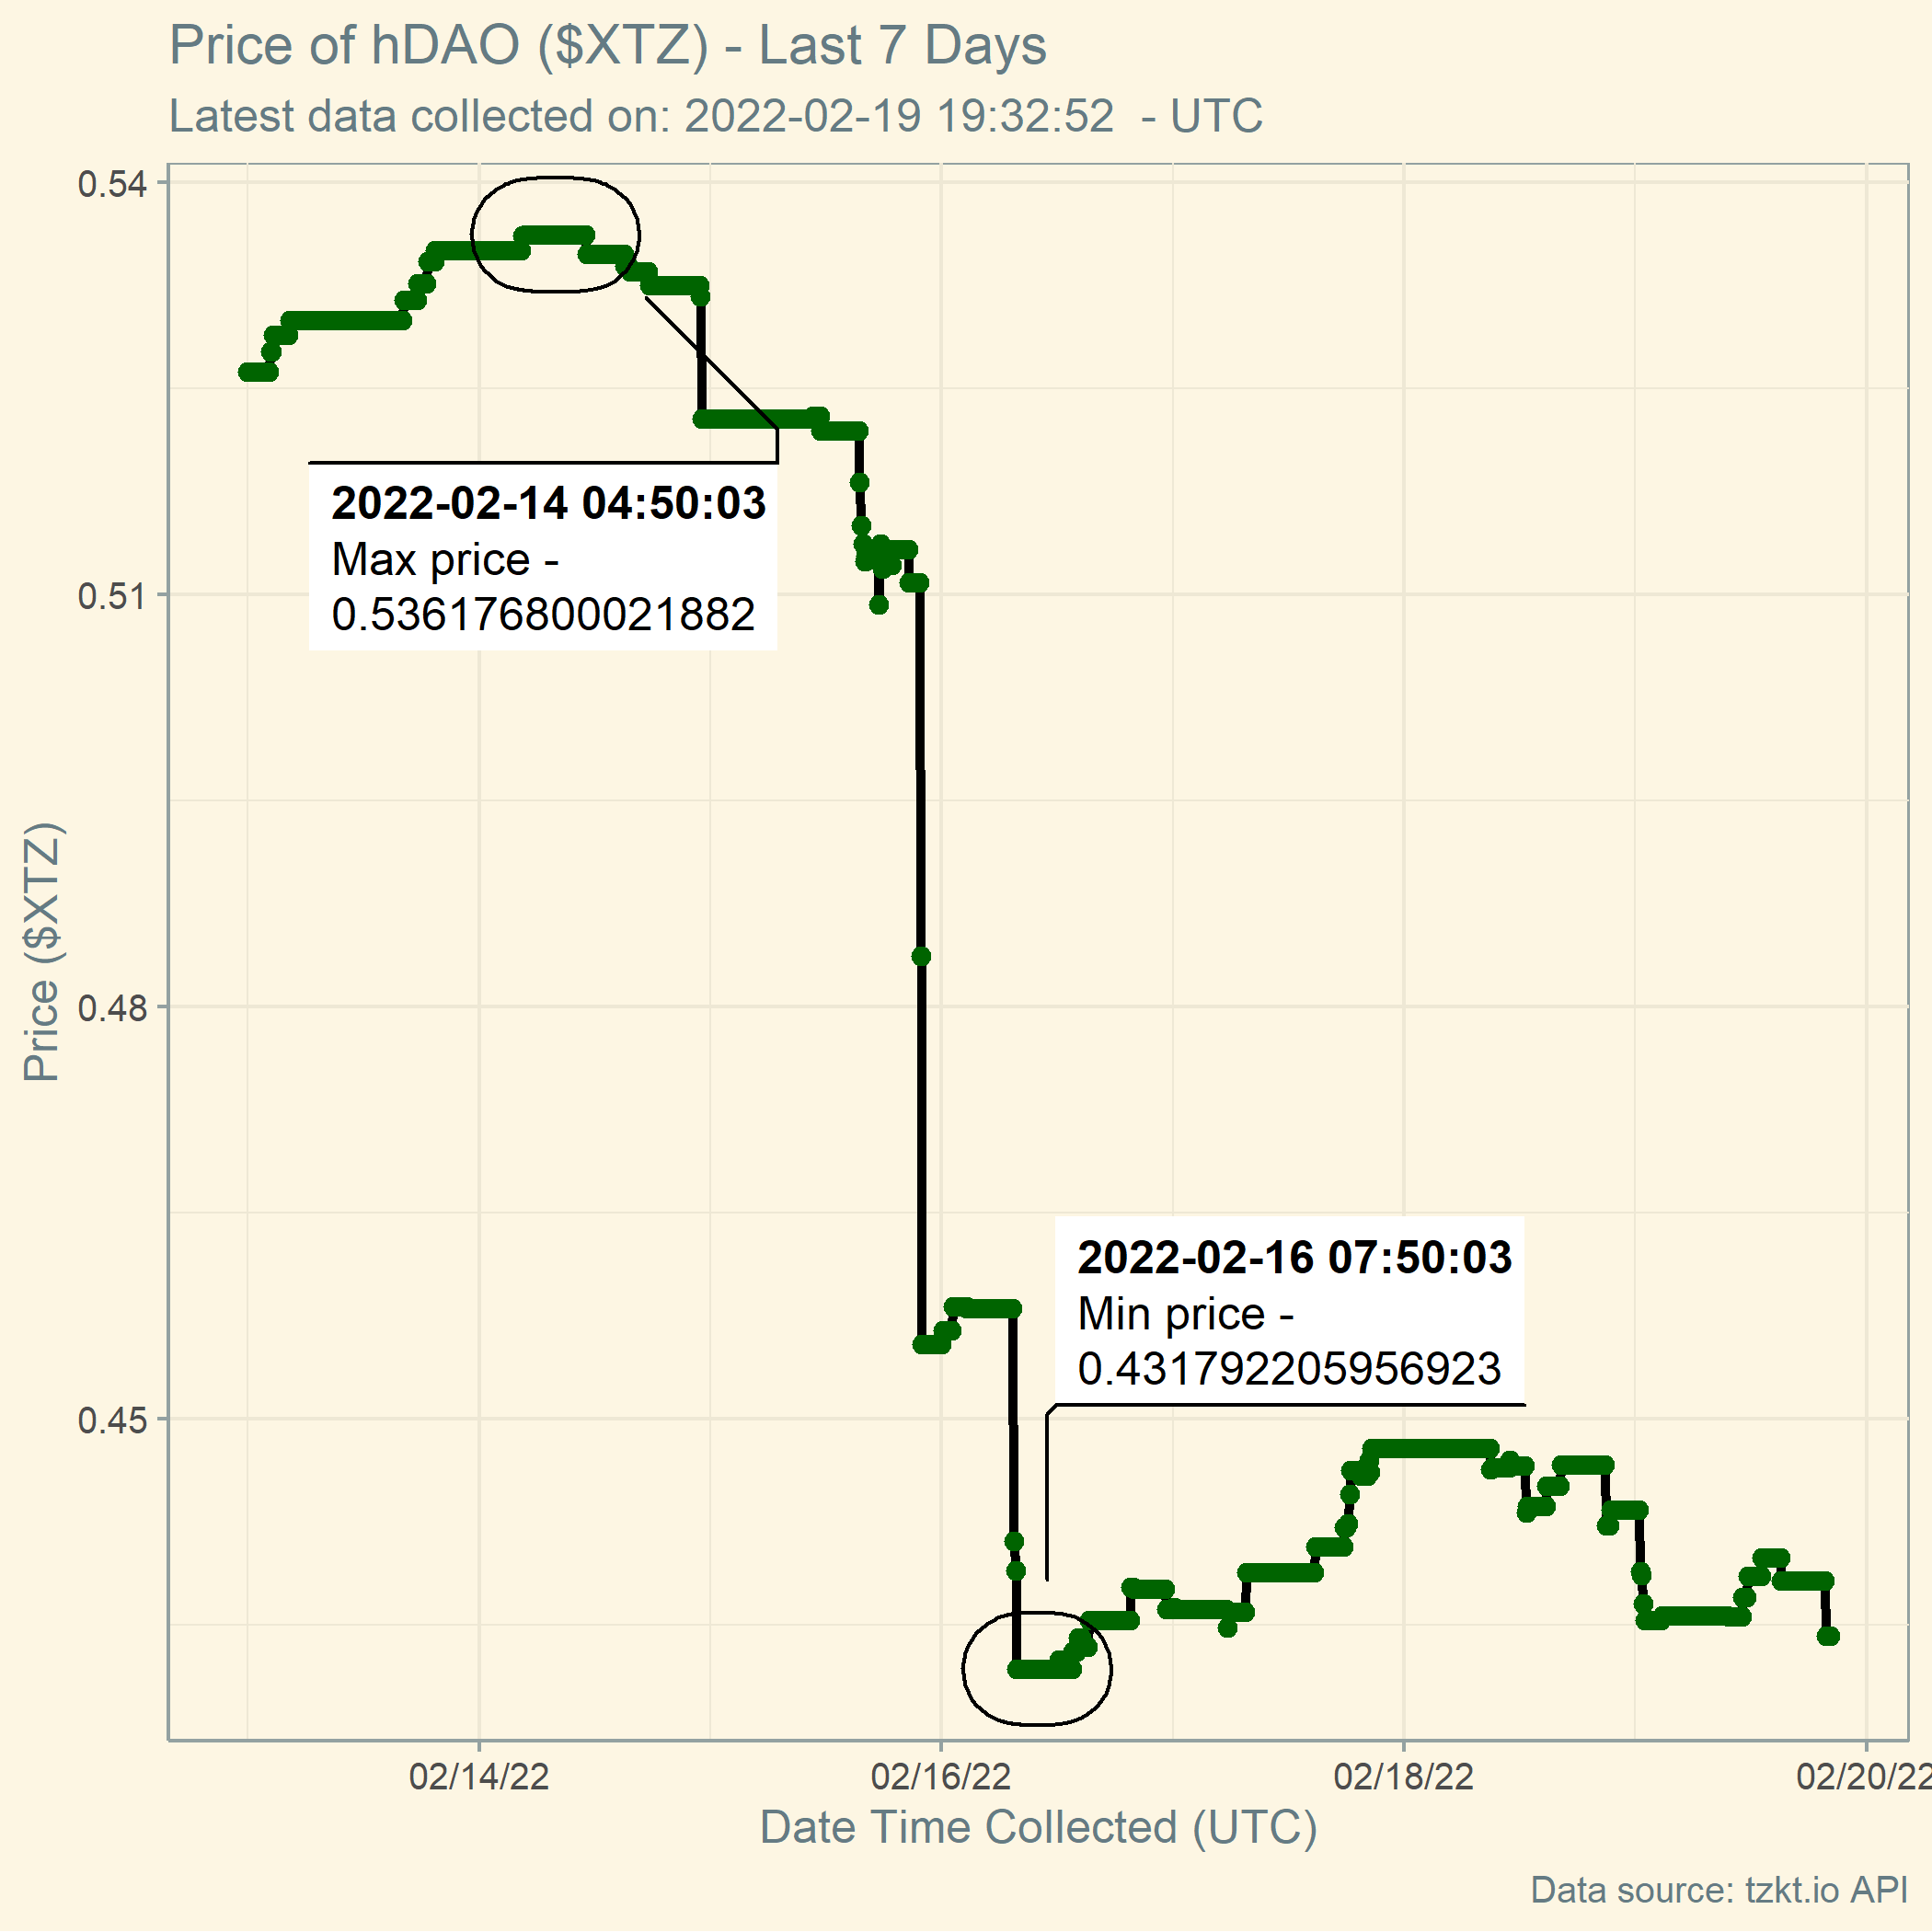 Price of hDAO ($XTZ) - Last 7 Days
Latest data collected on: 2022-02-19 19:32:52  - UTC
0.54
0.51
0.48
0.45
Price ($XTZ)
2022-02-14 04:50:03
Max price -
0.536176800021882
2022-02-16 07:50:03
Min price -
0.431792205956923
02/14/22
02/16/22
02/18/22
02/20/22
Date Time Collected (UTC)
Data source: tzkt.io API